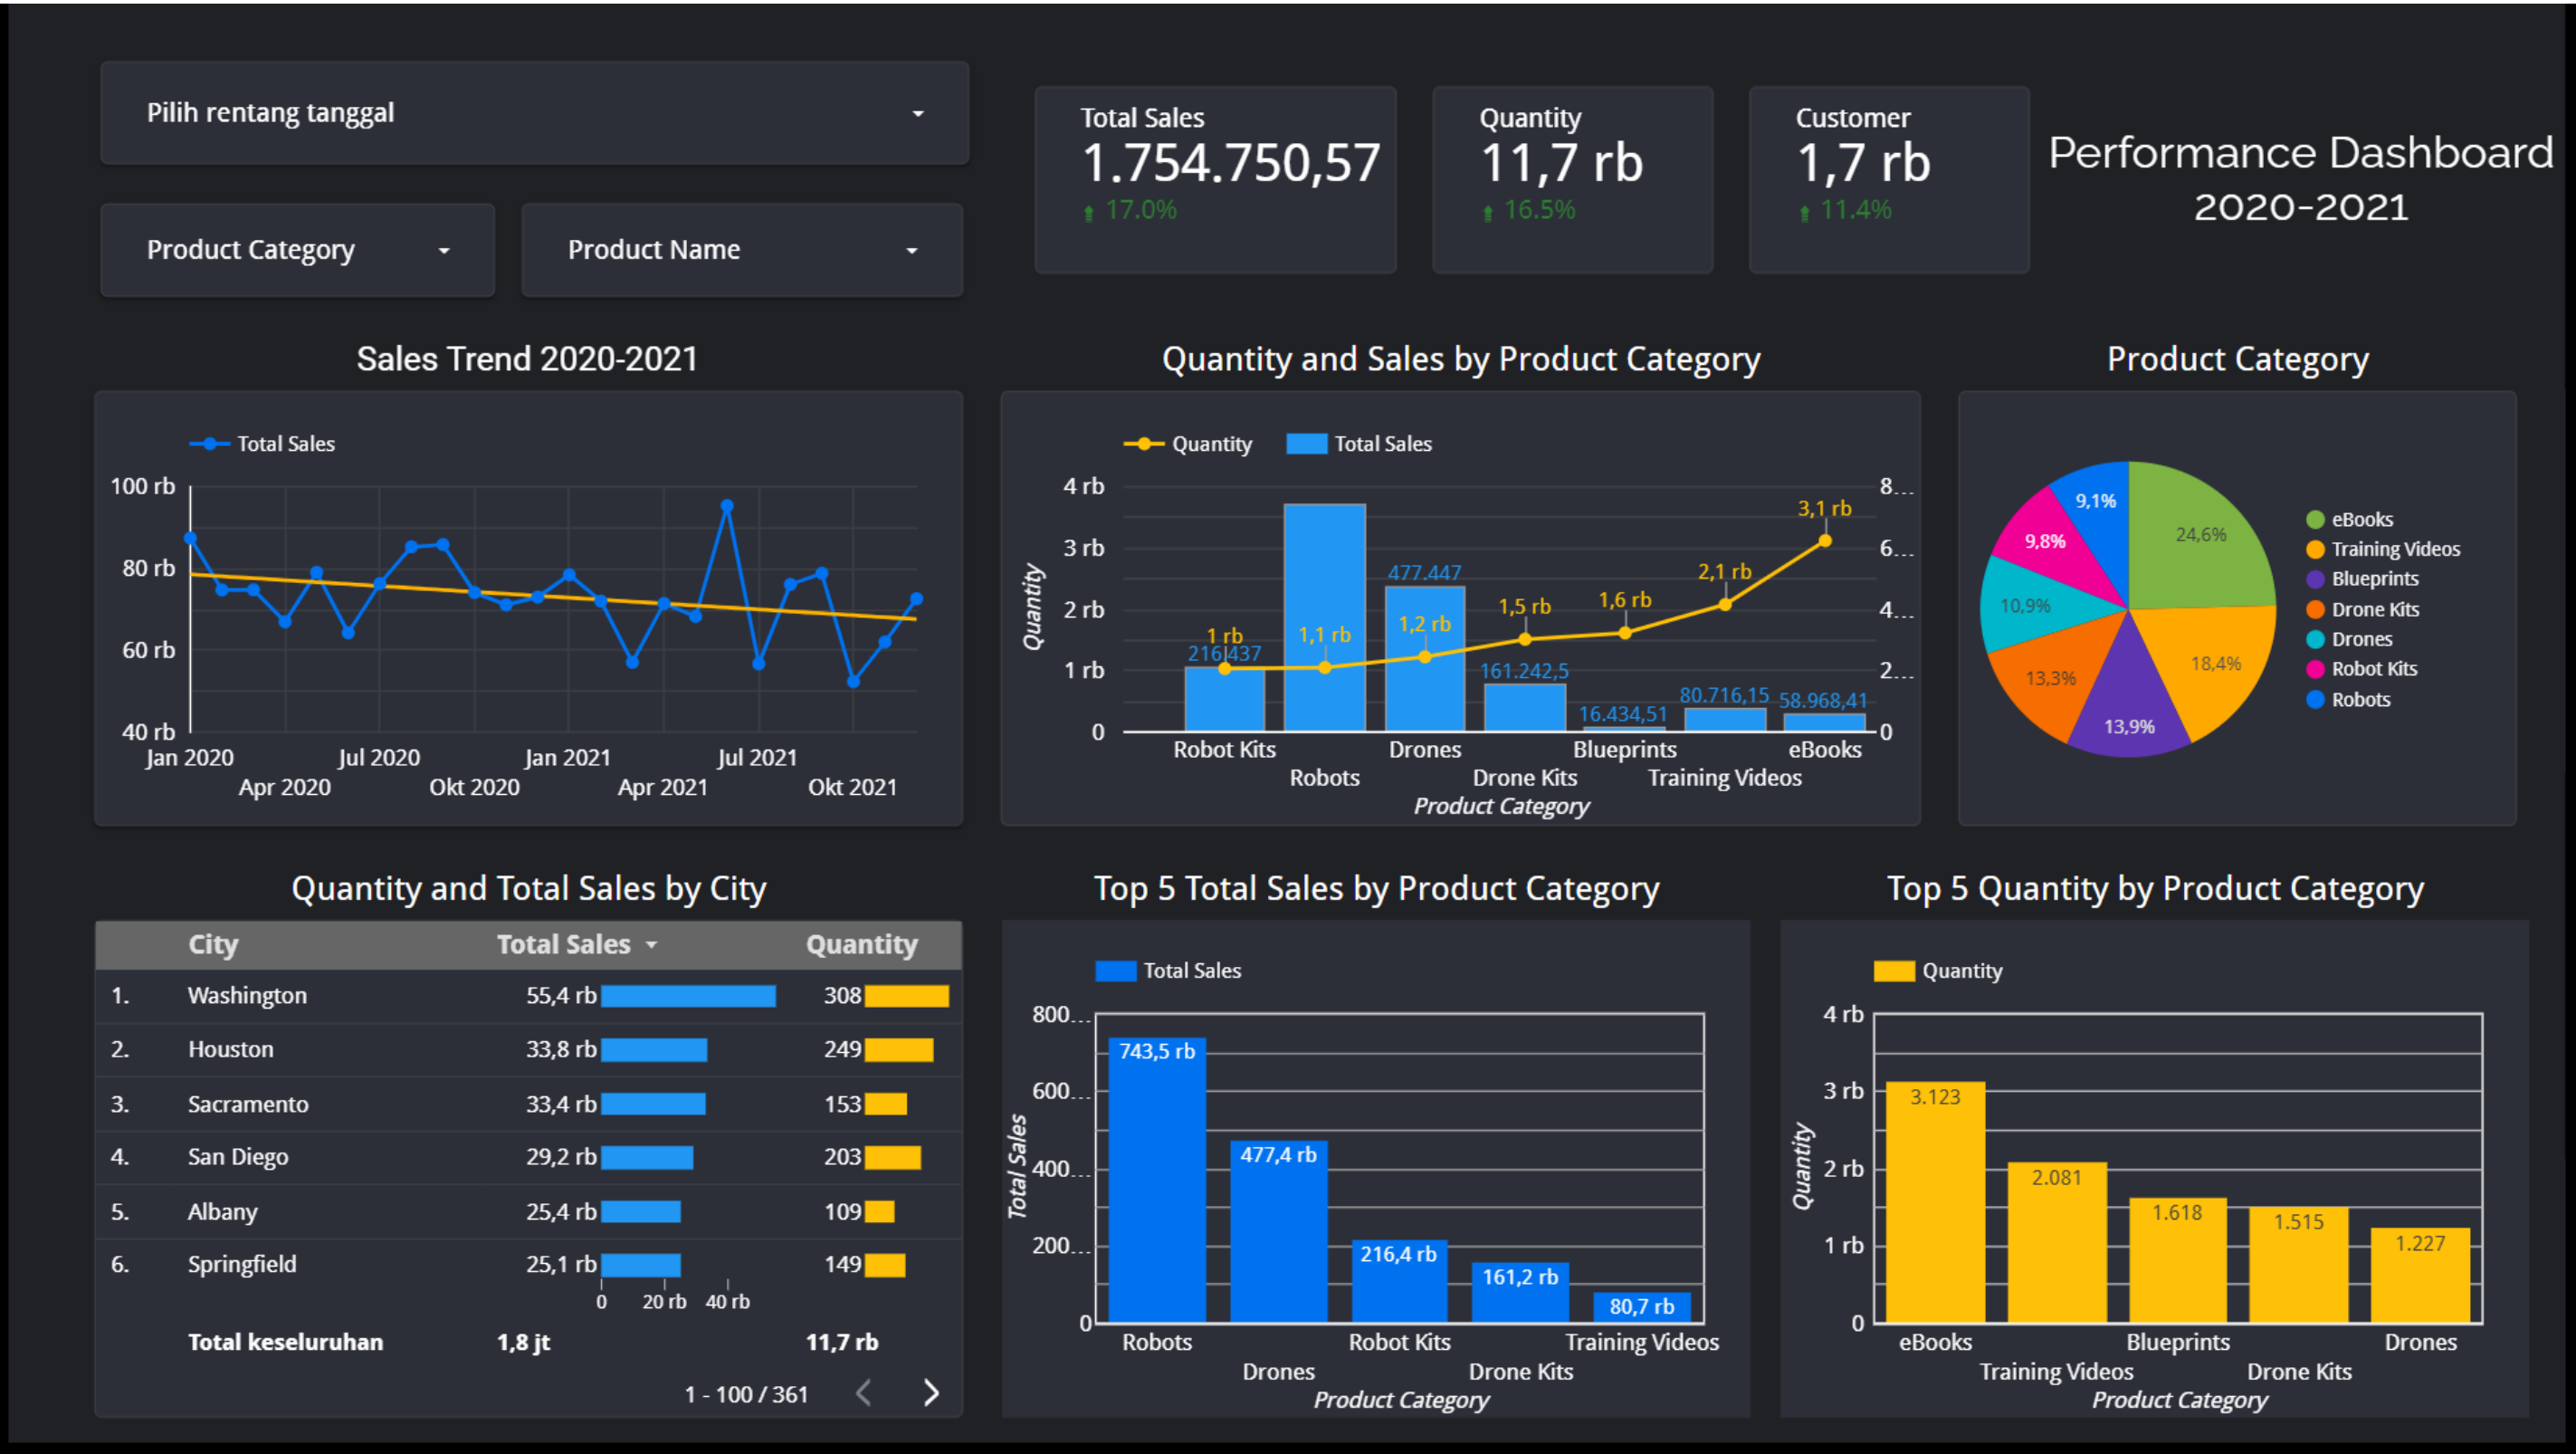 Pilih rentang tanggal
Product Category
Product Name
Total Sales
1.754.750,57
17.0%
Quantity
11,7 rb
16.5%
Customer
1,7 rb
11.4%
Performance Dashboard
2020-2021
Sales Trend 2020-2021
Total Sales
100 rb
80 rb
60 rb
40 rb
Jan 2020
Apr 2020
Jul 2020
Okt 2020
Jan 2021
Apr 2021
Jul 2021
Okt 2021
Quantity and Sales by Product Category
Quantity
Total Sales
Quantity
4 rb
3 rb
2 rb
1 rb
0
8...
6...
4...
2...
0
1 rb
216.437
1,1 rb
477.447
1,2 rb
1,5 rb
161.242,5
1,6 rb
16.434,51
2,1 rb
80.716,15
3,1 rb
58.968,41
Robot Kits
Robots
Drones
Drone Kits
Blueprints
Training Videos
eBooks
Product Category
Product Category
24,6%
18,4%
13,9%
13,3%
10,9%
9,8%
9,1%
eBooks
Training Videos
Blueprints
Drone Kits
Drones
Robot Kits
Robots
Quantity and Total Sales by City
City Total Sales Quantity
1. Washington 55,4 rb 308
2. Houston 33,8 rb 249
3. Sacramento 33,4 rb 153
4. San Diego 29,2 rb 203
5. Albany 25,4 rb 109
6. Springfield 25,1 rb 149
0 20 rb 40 rb
Total keseluruhan 1,8 jt 11,7 rb
1 - 100 / 361
Top 5 Total Sales by Product Category
Total Sales
Total Sales
800...
600...
400...
200...
0
743,5 rb
477,4 rb
216,4 rb
161,2 rb
80,7 rb
Robots
Drones
Robot Kits
Drone Kits
Training Videos
Product Category
Top 5 Quantity by Product Category
Quantity
Quantity
4 rb
3 rb
2 rb
1 rb
0
3.123
2.081
1.618
1.515
1.227
eBooks
Training Videos
Blueprints
Drone Kits
Drones
Product Category